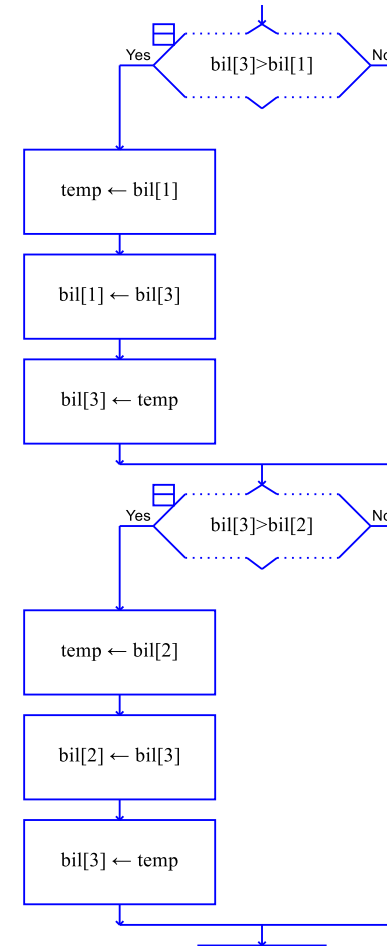 bil[3]>bil[1]
Yes
No
temp ← bil[1]
bil[1] ← bil[3]
bil[3] ← temp
bil[3]>bil[2]
Yes
No
temp ← bil[2]
bil[2] ← bil[3]
bil[3] ← temp